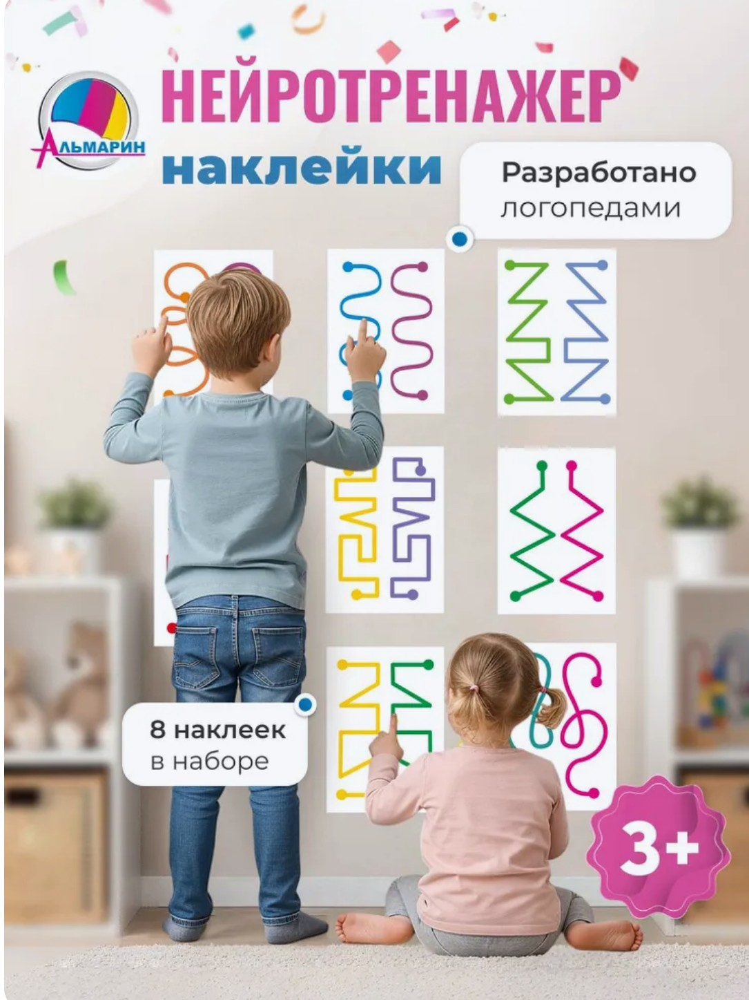 НЕЙРОТРЕНАЖЕР
АЛЬМАРИН
наклейки
Разработано
логопедами
8 наклеек
в наборе
3+